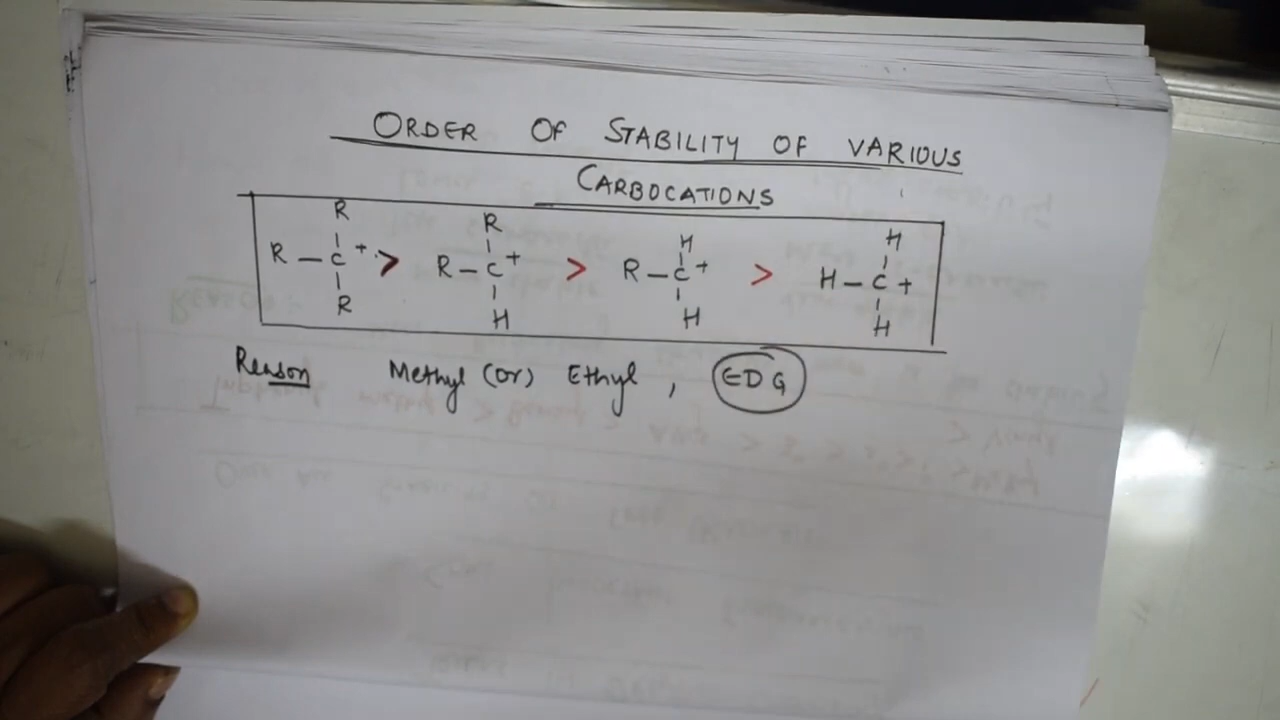 ORDER OF STABILITY OF VARIOUS
CARBOCATIONS
R R H H
R – C + > R – C + > R – C + > H – C +
R H H H
Reason Methyl (or) Ethyl , EDG